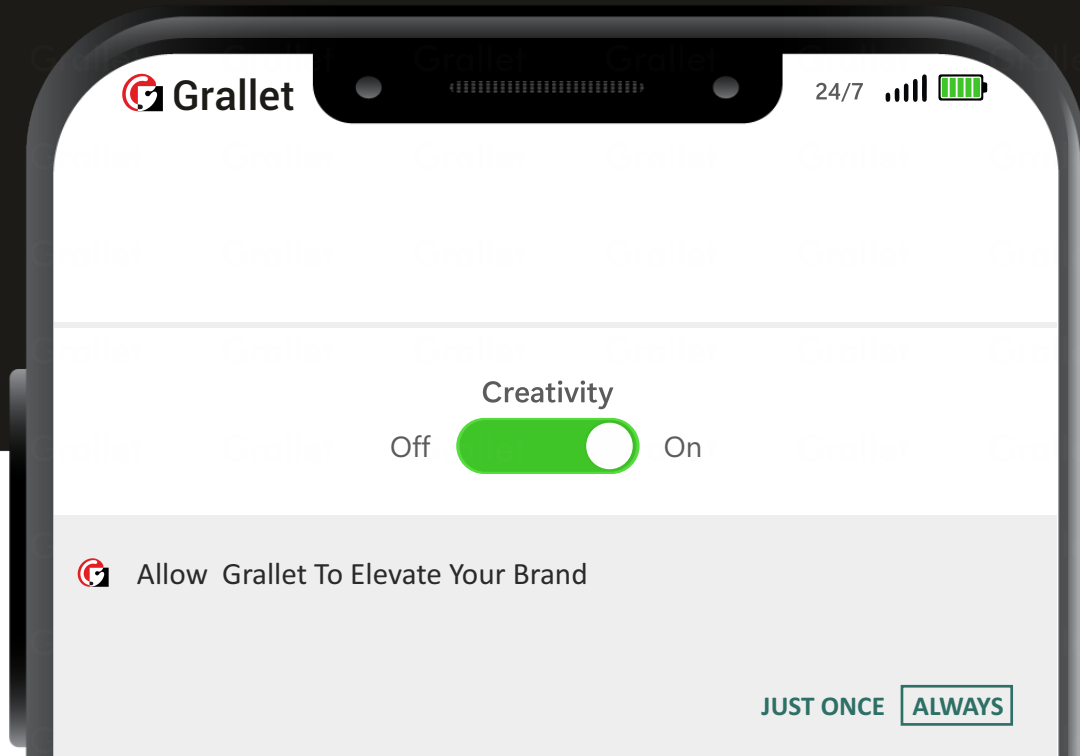 Grallet
24/7
Creativity
Off On
Allow Grallet To Elevate Your Brand
JUST ONCE ALWAYS